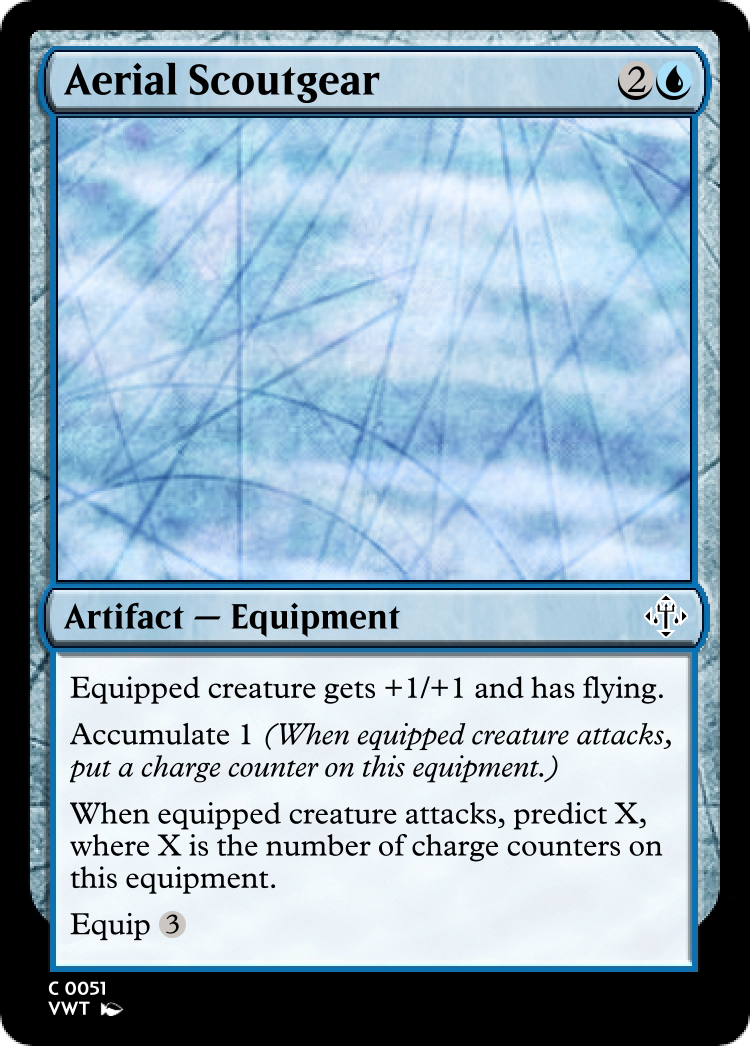 Aerial Scoutgear 2
Artifact — Equipment
Equipped creature gets +1/+1 and has flying.
Accumulate 1 (When equipped creature attacks,
put a charge counter on this equipment.)
When equipped creature attacks, predict X,
where X is the number of charge counters on
this equipment.
Equip 3
C 0051
VWT